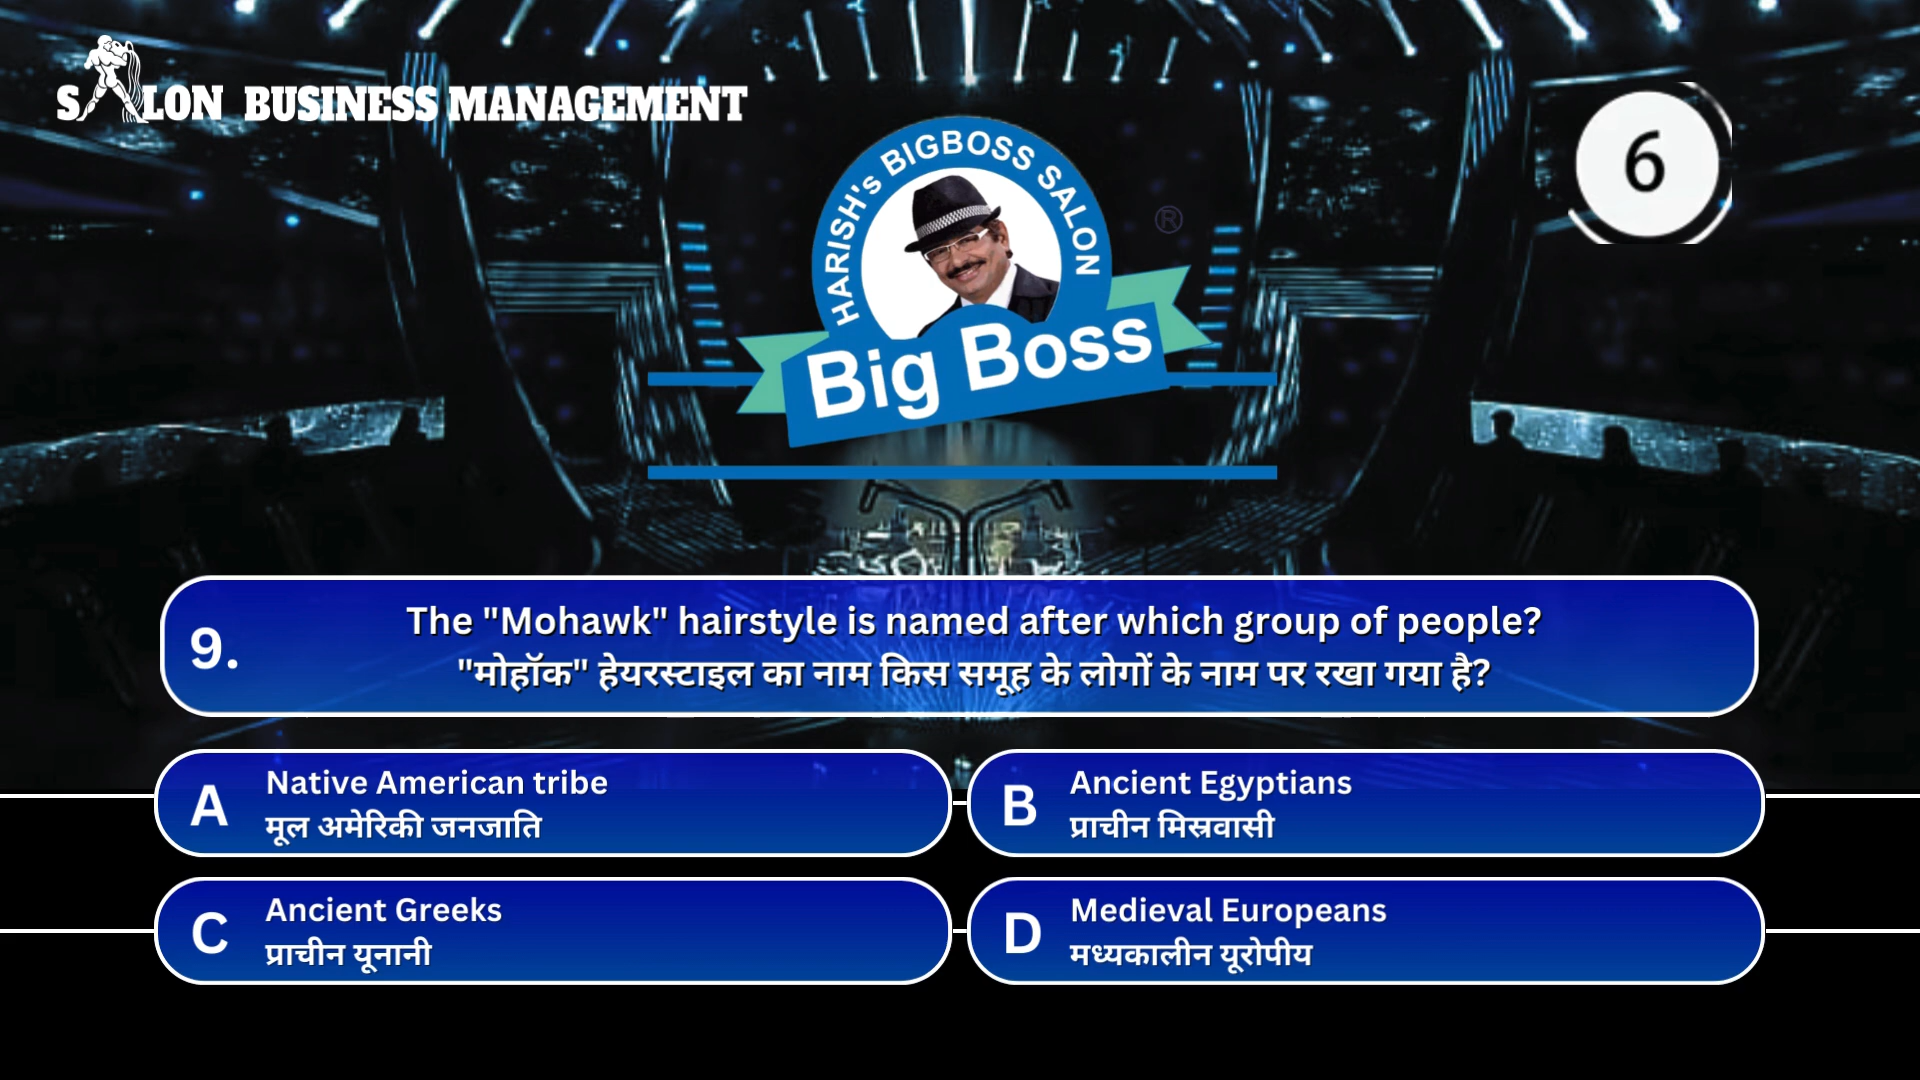 SALON BUSINESS MANAGEMENT
HARISH's BIGBOSS SALON
®
6
Big Boss
9.
The "Mohawk" hairstyle is named after which group of people?
"मोहॉक" हेयरस्टाइल का नाम किस समूह के लोगों के नाम पर रखा गया है?
A
Native American tribe
मूल अमेरिकी जनजाति
B
Ancient Egyptians
प्राचीन मिस्रवासी
C
Ancient Greeks
प्राचीन यूनानी
D
Medieval Europeans
मध्यकालीन यूरोपीय